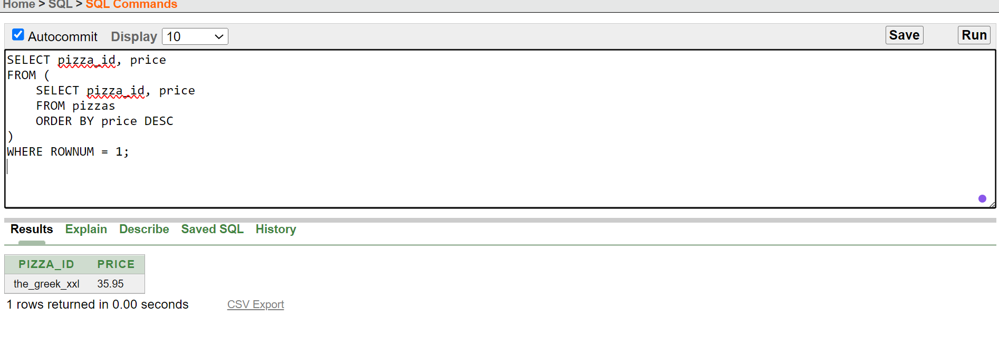 Home > SQL > SQL Commands
Autocommit Display 10 Save Run
SELECT pizza_id, price
FROM (
    SELECT pizza_id, price
    FROM pizzas
    ORDER BY price DESC
)
WHERE ROWNUM = 1;
Results Explain Describe Saved SQL History
PIZZA_ID PRICE
the_greek_xxl 35.95
1 rows returned in 0.00 seconds CSV Export